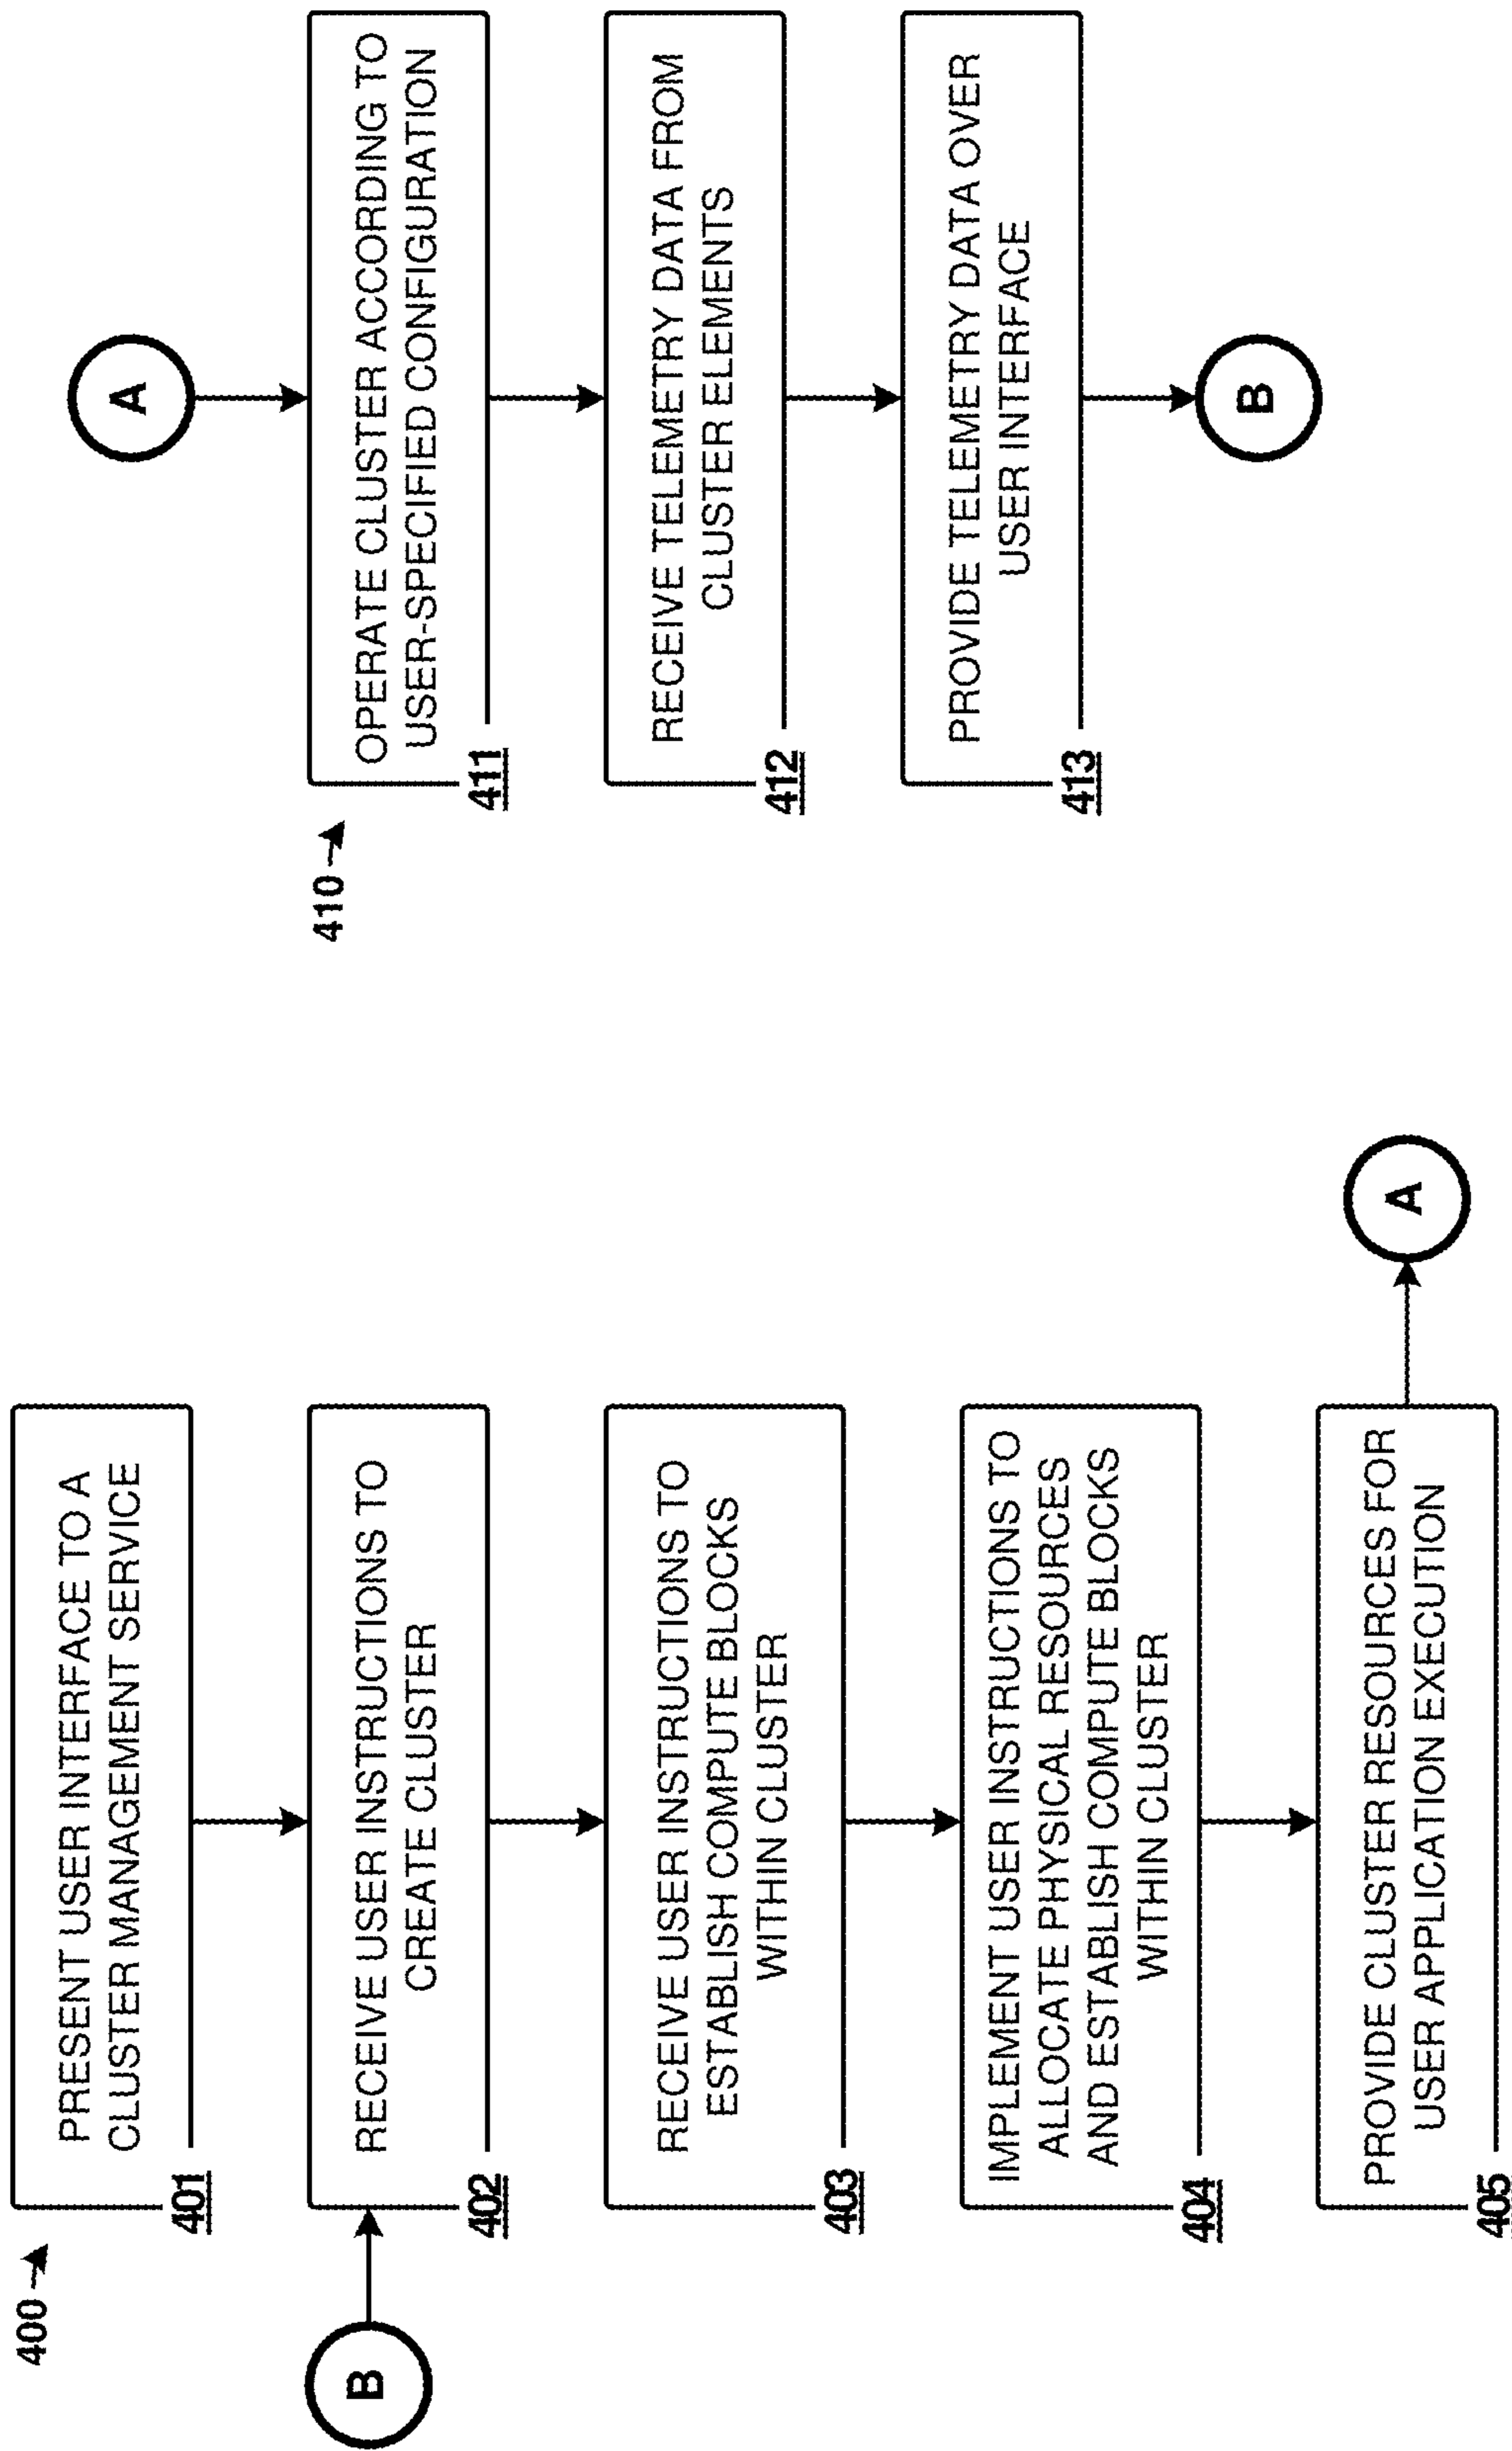 400
PRESENT USER INTERFACE TO A
CLUSTER MANAGEMENT SERVICE
401
B
RECEIVE USER INSTRUCTIONS TO
CREATE CLUSTER
402
RECEIVE USER INSTRUCTIONS TO
ESTABLISH COMPUTE BLOCKS
WITHIN CLUSTER
403
IMPLEMENT USER INSTRUCTIONS TO
ALLOCATE PHYSICAL RESOURCES
AND ESTABLISH COMPUTE BLOCKS
WITHIN CLUSTER
404
PROVIDE CLUSTER RESOURCES FOR
USER APPLICATION EXECUTION
405
A
A
410
OPERATE CLUSTER ACCORDING TO
USER-SPECIFIED CONFIGURATION
411
RECEIVE TELEMETRY DATA FROM
CLUSTER ELEMENTS
412
PROVIDE TELEMETRY DATA OVER
USER INTERFACE
413
B